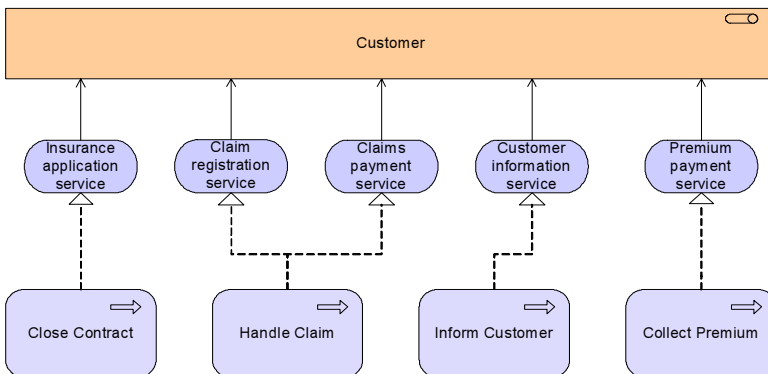 Customer
Insurance
application
service
Claim
registration
service
Claims
payment
service
Customer
information
service
Premium
payment
service
Close Contract
Handle Claim
Inform Customer
Collect Premium